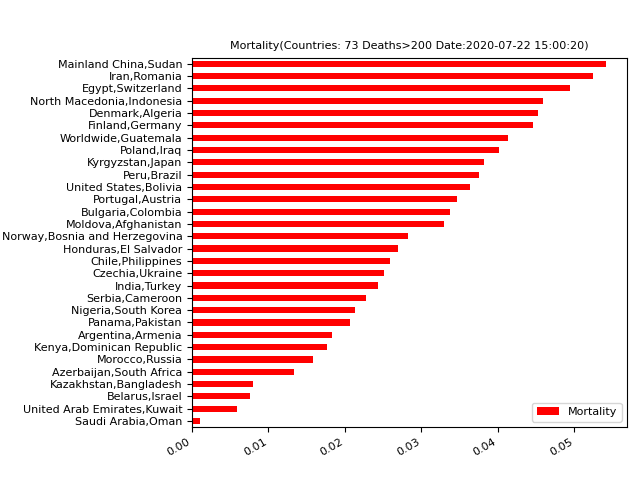 Mortality(Countries: 73 Deaths>200 Date:2020-07-22 15:00:20)
Mainland China,Sudan
Iran,Romania
Egypt,Switzerland
North Macedonia,Indonesia
Denmark,Algeria
Finland,Germany
Worldwide,Guatemala
Poland,Iraq
Kyrgyzstan,Japan
Peru,Brazil
United States,Bolivia
Portugal,Austria
Bulgaria,Colombia
Moldova,Afghanistan
Norway,Bosnia and Herzegovina
Honduras,El Salvador
Chile,Philippines
Czechia,Ukraine
India,Turkey
Serbia,Cameroon
Nigeria,South Korea
Panama,Pakistan
Argentina,Armenia
Kenya,Dominican Republic
Morocco,Russia
Azerbaijan,South Africa
Kazakhstan,Bangladesh
Belarus,Israel
United Arab Emirates,Kuwait
Saudi Arabia,Oman
Mortality
0.00 0.01 0.02 0.03 0.04 0.05